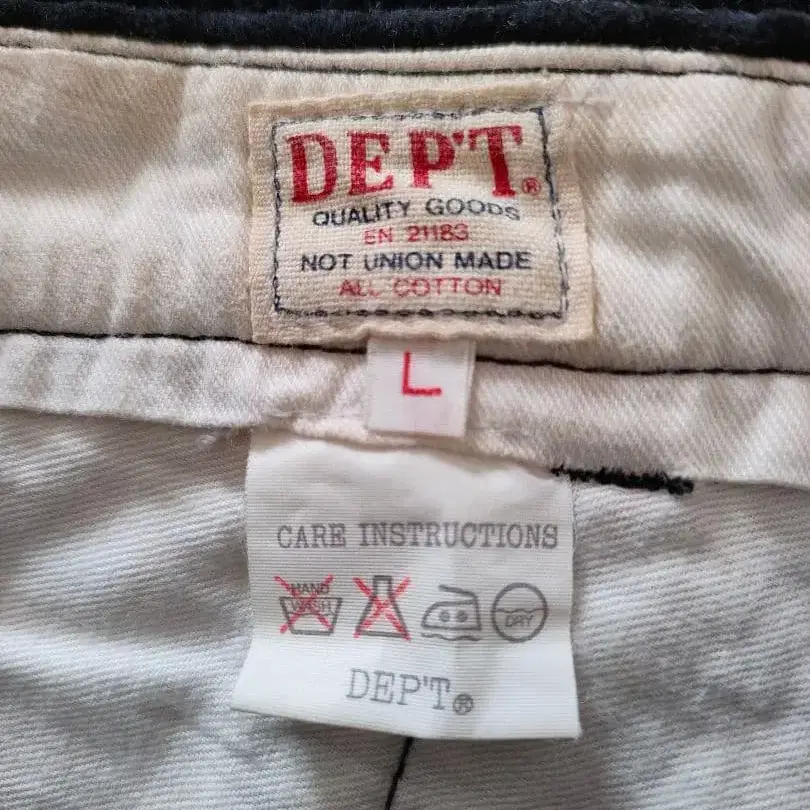 DEP'T.®
QUALITY GOODS
EN 21183
NOT UNION MADE
ALL COTTON
L
CARE INSTRUCTIONS
HAND
WASH
DRY
DEP'T®